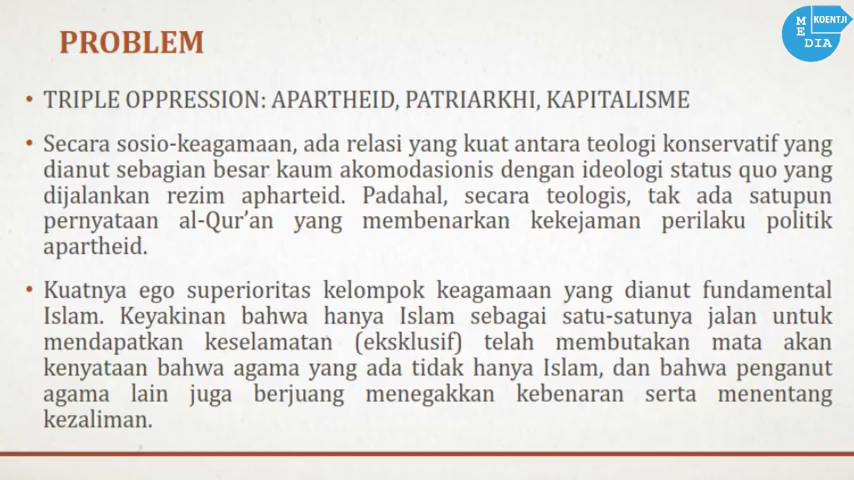 PROBLEM
M KOENTJI
E
DIA
• TRIPLE OPPRESSION: APARTHEID, PATRIARKHI, KAPITALISME
• Secara sosio-keagamaan, ada relasi yang kuat antara teologi konservatif yang
dianut sebagian besar kaum akomodasionis dengan ideologi status quo yang
dijalankan rezim apharteid. Padahal, secara teologis, tak ada satupun
pernyataan al-Qur’an yang membenarkan kekejaman perilaku politik
apartheid.
• Kuatnya ego superioritas kelompok keagamaan yang dianut fundamental
Islam. Keyakinan bahwa hanya Islam sebagai satu-satunya jalan untuk
mendapatkan keselamatan (eksklusif) telah membutakan mata akan
kenyataan bahwa agama yang ada tidak hanya Islam, dan bahwa penganut
agama lain juga berjuang menegakkan kebenaran serta menentang
kezaliman.